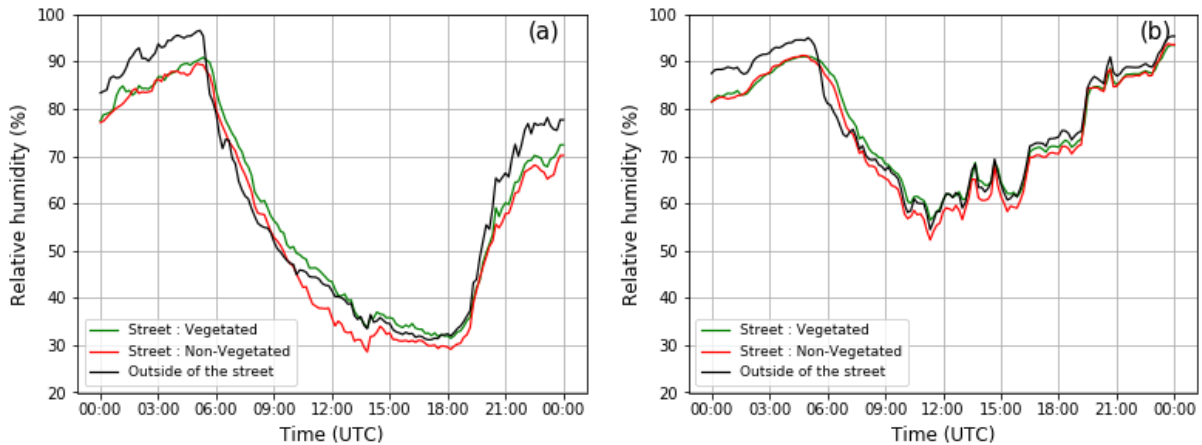 (a)
Relative humidity (%)
100
90
80
70
60
50
40
30
20
Street : Vegetated
Street : Non-Vegetated
Outside of the street
00:00 03:00 06:00 09:00 12:00 15:00 18:00 21:00 00:00
Time (UTC)
(b)
Relative humidity (%)
100
90
80
70
60
50
40
30
20
Street : Vegetated
Street : Non-Vegetated
Outside of the street
00:00 03:00 06:00 09:00 12:00 15:00 18:00 21:00 00:00
Time (UTC)